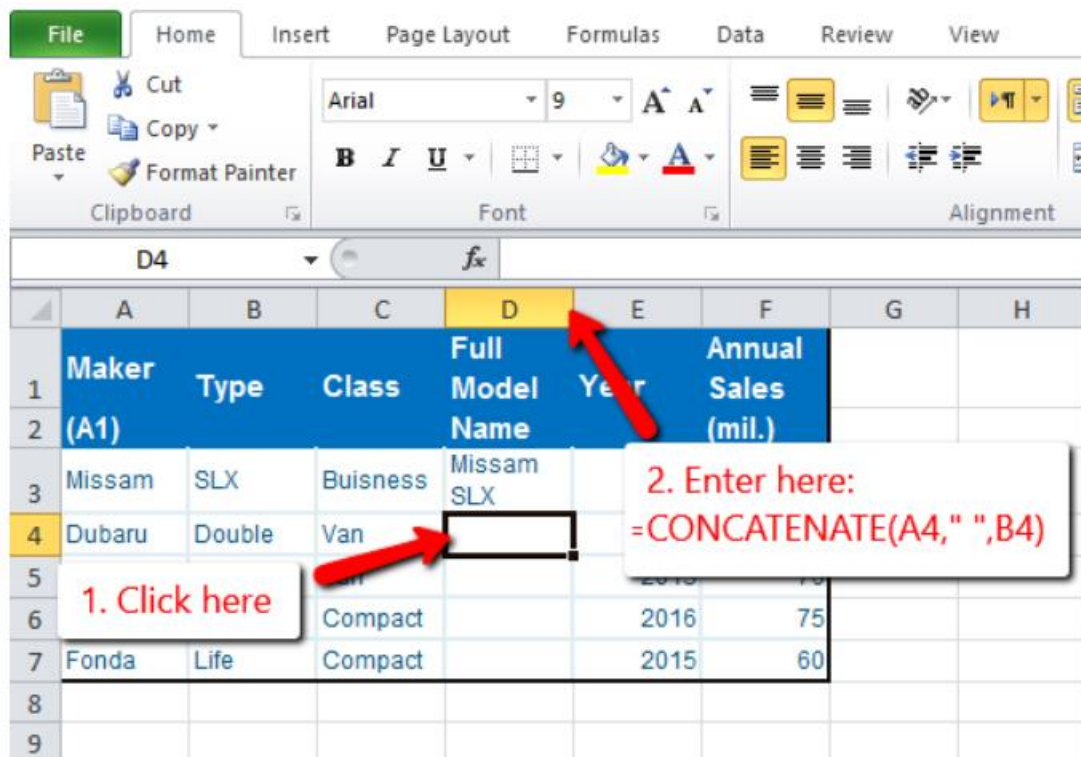 File Home Insert Page Layout Formulas Data Review View
Cut
Copy
Paste
Format Painter
Arial 9 A A
B I U A
Clipboard Font Alignment
D4 fx
A B C D E F G H
1 Maker Type Class Full Model Year Annual Sales
2 (A1) Name (mil.)
3 Missam SLX Buisness Missam SLX
2. Enter here:
=CONCATENATE(A4," ",B4)
4 Dubaru Double Van
5
1. Click here
6 Compact 2016 75
7 Fonda Life Compact 2015 60
8
9